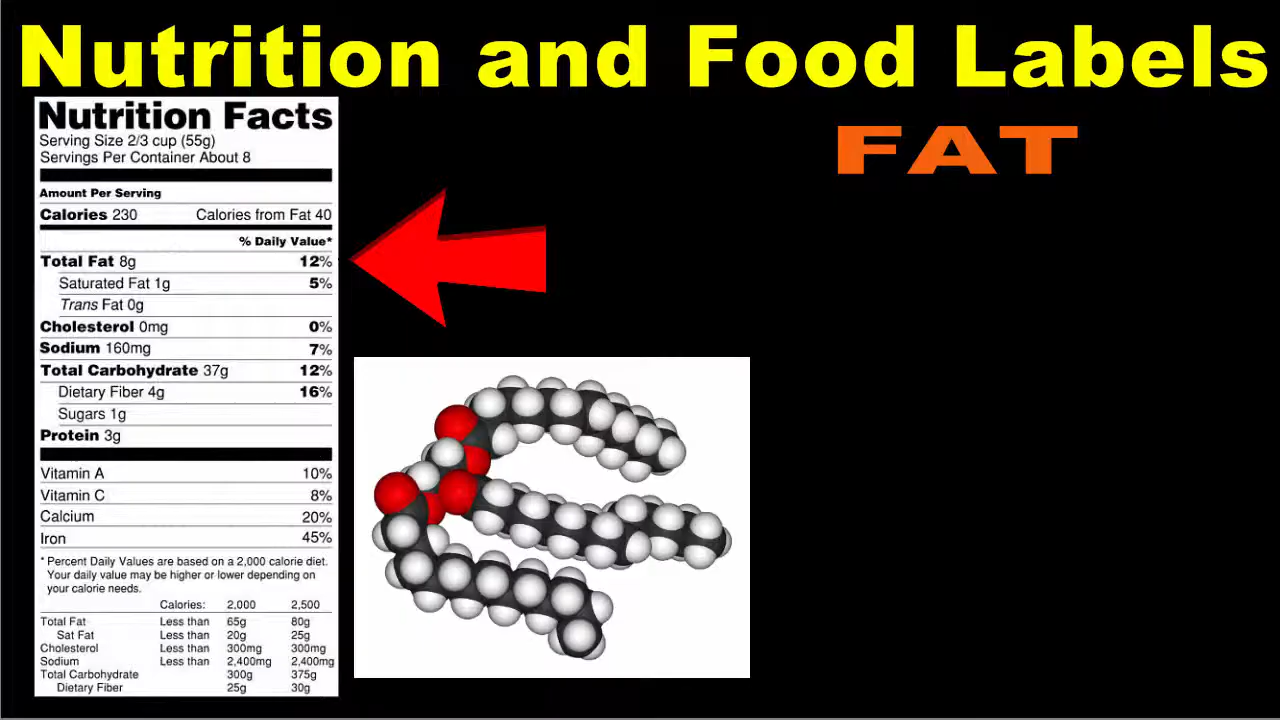 Nutrition and Food Labels
FAT
Nutrition Facts
Serving Size 2/3 cup (55g)
Servings Per Container About 8
Amount Per Serving
Calories 230 Calories from Fat 40
% Daily Value*
Total Fat 8g 12%
Saturated Fat 1g 5%
Trans Fat 0g
Cholesterol 0mg 0%
Sodium 160mg 7%
Total Carbohydrate 37g 12%
Dietary Fiber 4g 16%
Sugars 1g
Protein 3g
Vitamin A 10%
Vitamin C 8%
Calcium 20%
Iron 45%
* Percent Daily Values are based on a 2,000 calorie diet.
Your daily value may be higher or lower depending on
your calorie needs.
Calories: 2,000 2,500
Total Fat Less than 65g 80g
Sat Fat Less than 20g 25g
Cholesterol Less than 300mg 300mg
Sodium Less than 2,400mg 2,400mg
Total Carbohydrate 300g 375g
Dietary Fiber 25g 30g